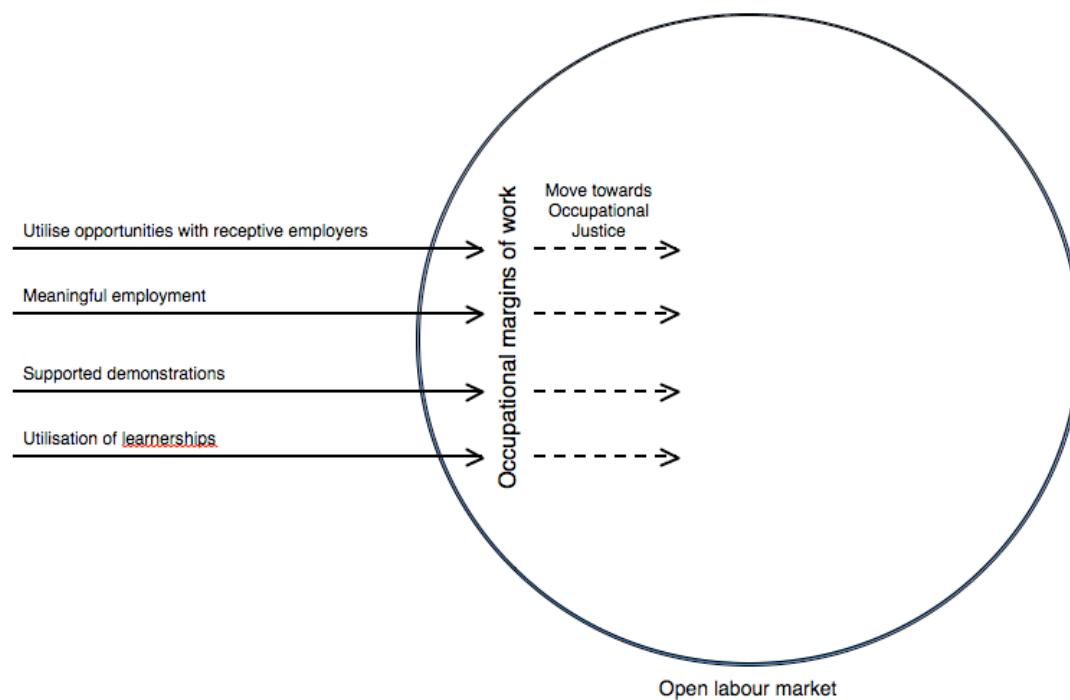 Utilise opportunities with receptive employers
Meaningful employment
Supported demonstrations
Utilisation of learnerships
Occupational margins of work
Move towards
Occupational
Justice
Open labour market